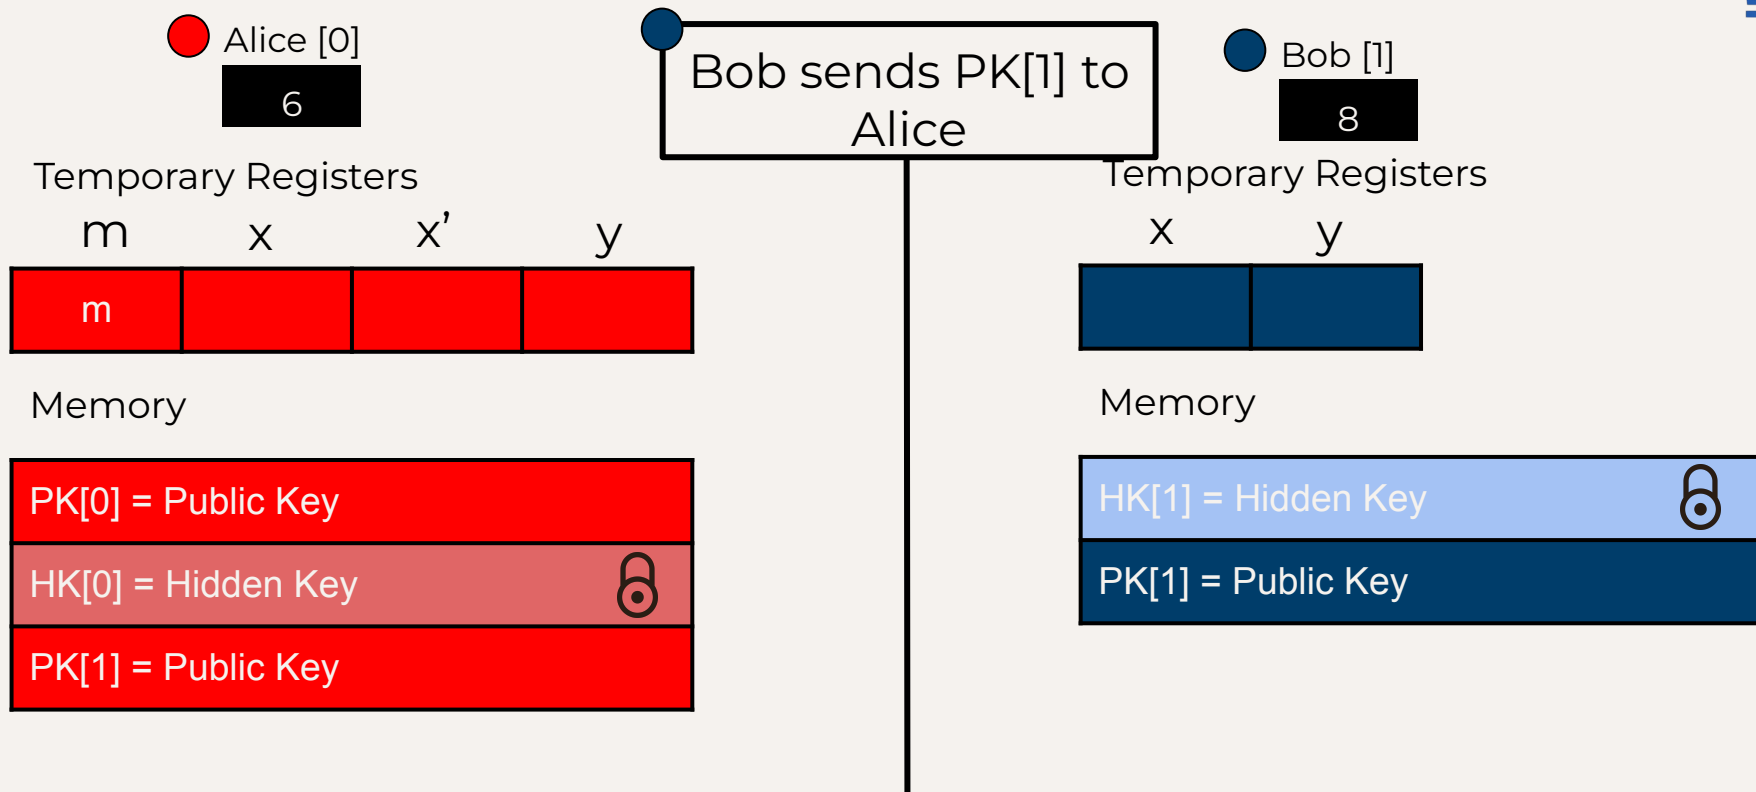 Alice [0]
6
Bob sends PK[1] to
Alice
Bob [1]
8
Temporary Registers
m x x’ y
m
Memory
PK[0] = Public Key
HK[0] = Hidden Key
PK[1] = Public Key
Temporary Registers
x y
Memory
HK[1] = Hidden Key
PK[1] = Public Key